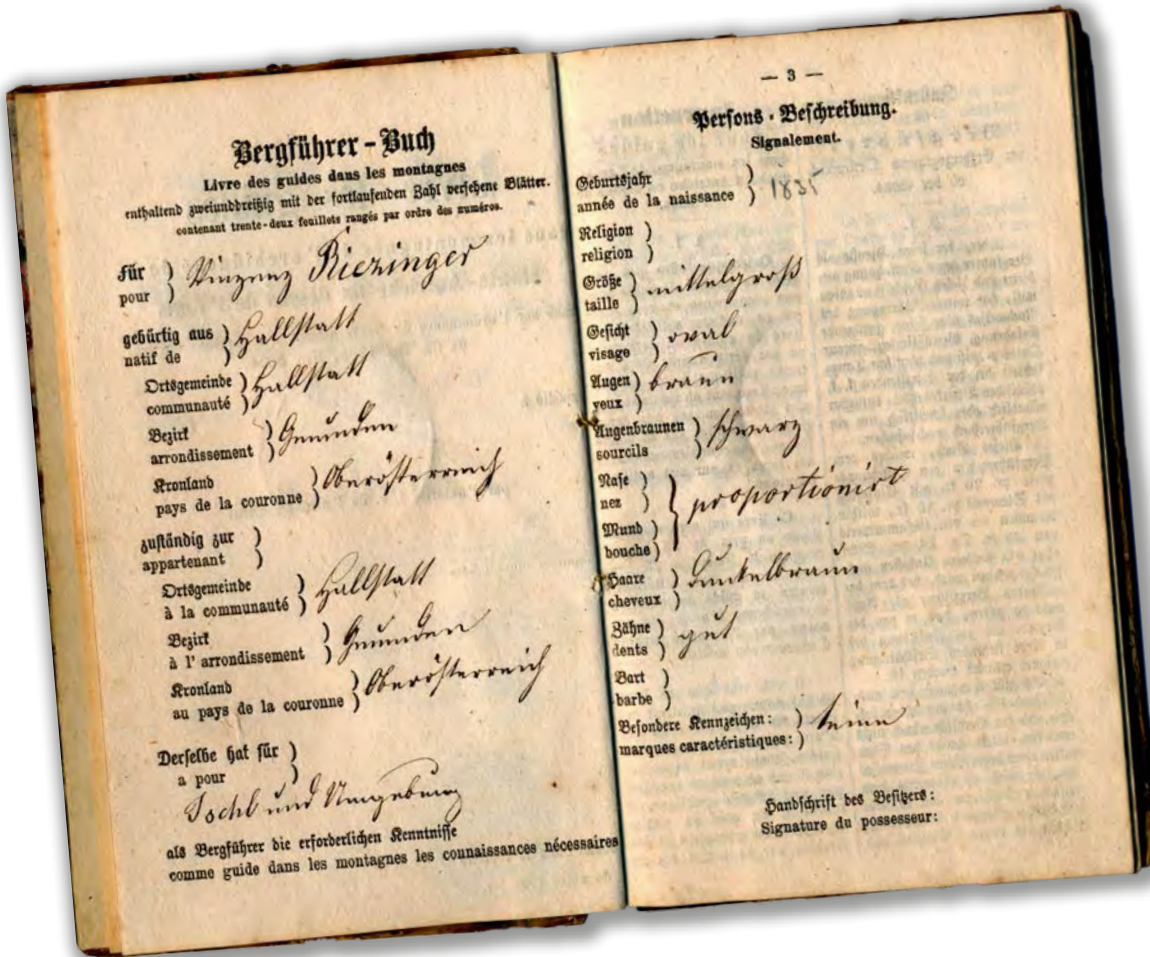 Bergführer-Buch
Livre des guides dans les montagnes
enthaltend zweiunddreißig mit der fortlaufenden Zahl versehene Blätter.
contenant trente-deux feuillets rangés par ordre des numéros.
Für
pour
Vinzenz Riezinger
gebürtig aus
natif de
Hallstatt
Ortsgemeinde
communauté
Hallstatt
Bezirk
arrondissement
Gmunden
Kronland
pays de la couronne
Oberösterreich
zuständig zur
appartenant
Ortsgemeinde
à la communauté
Hallstatt
Bezirk
à l' arrondissement
Gmunden
Kronland
au pays de la couronne
Oberösterreich
Derselbe hat für
a pour
Ischl und Umgebung
als Bergführer die erforderlichen Kenntnisse
comme guide dans les montagnes les connaissances nécessaires
— 3 —
Persons-Beschreibung.
Signalement.
Geburtsjahr
année de la naissance
1835
Religion
religion
Größe
taille
mittelgroß
Gesicht
visage
oval
Augen
yeux
braun
Augenbraunen
sourcils
schwarz
Nase
nez
Mund
bouche
proportionirt
Haare
cheveux
dunkelbraun
Zähne
dents
gut
Bart
barbe
Besondere Kennzeichen:
marques caractéristiques:
keine
Handschrift des Besitzers:
Signature du possesseur: